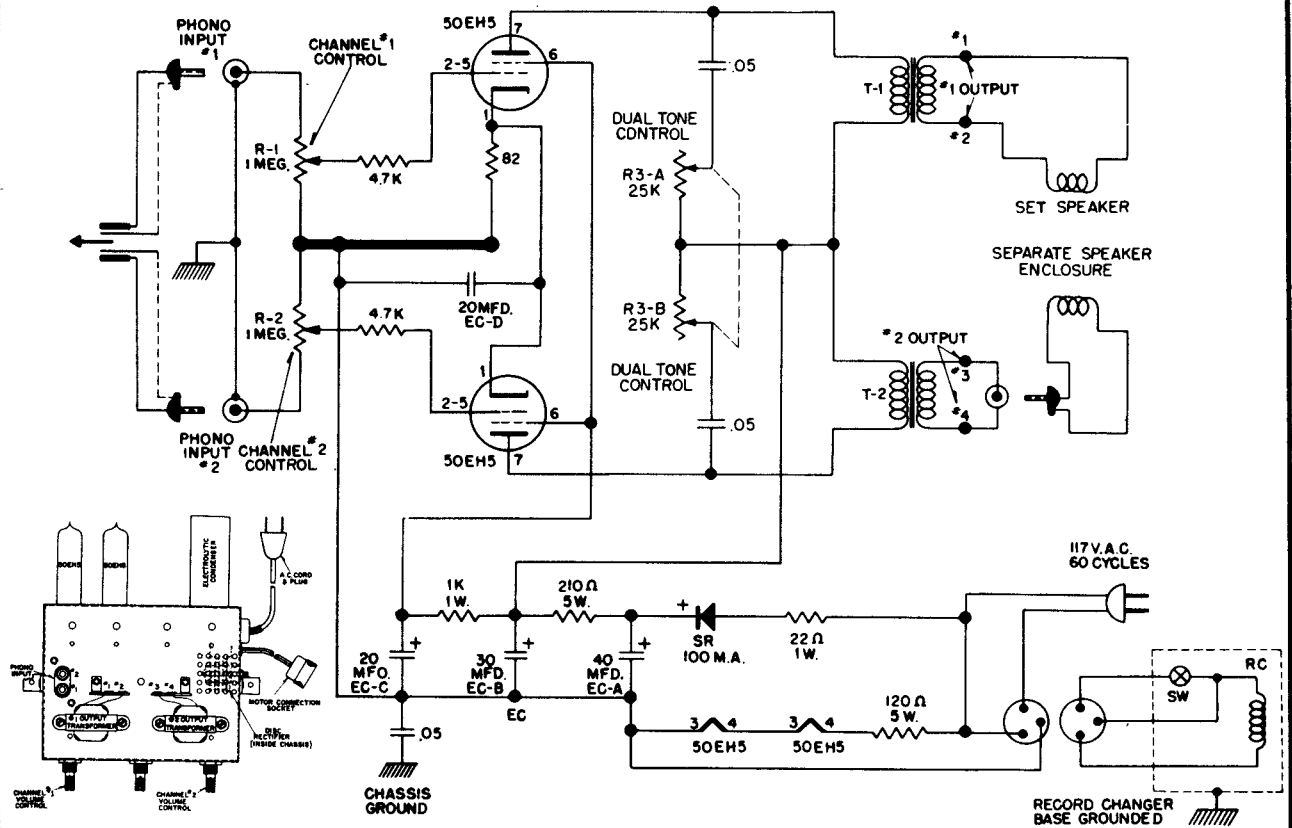 PHONO
INPUT
#1
CHANNEL #1
CONTROL
50EH5
7
2-5
6
1
R-1
1 MEG.
4.7K
82
.05
DUAL TONE
CONTROL
R3-A
25K
T-1
#1
#1 OUTPUT
#2
SET SPEAKER
SEPARATE SPEAKER
ENCLOSURE
20MFD.
EC-D
R-2
1 MEG.
4.7K
R3-B
25K
DUAL TONE
CONTROL
1
2-5
6
50EH5
7
.05
T-2
#2 OUTPUT
#3
#4
PHONO
INPUT
#2
CHANNEL #2
CONTROL
50EH5
50EH5
ELECTROLYTIC
CONDENSER
A.C. CORD
& PLUG
PHONO
INPUT
#2
#1
#1 #2
#3 #4
#1 OUTPUT
TRANSFORMER
#2 OUTPUT
TRANSFORMER
MOTOR CONNECTION
SOCKET
DISC
RECTIFIER
(INSIDE CHASSIS)
CHANNEL #1
VOLUME
CONTROL
CHANNEL #2
VOLUME
CONTROL
1K
1W.
210Ω
5W.
+
SR
100 M.A.
22Ω
1W.
117 V.A.C.
60 CYCLES
+
20
MFD.
EC-C
+
30
MFD.
EC-B
+
40
MFD.
EC-A
EC
.05
CHASSIS
GROUND
3 4
50EH5
3 4
50EH5
120Ω
5W.
SW
RC
RECORD CHANGER
BASE GROUNDED